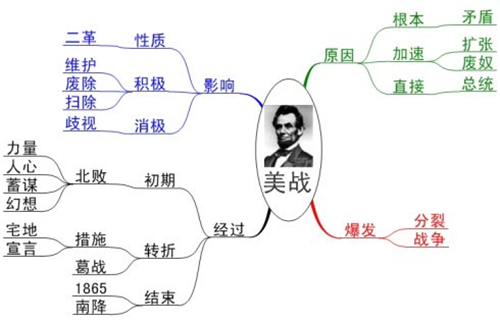 美战
原因
根本
矛盾
加速
扩张
废奴
直接
总统
爆发
分裂
战争
经过
初期
北败
力量
人心
蓄谋
幻想
转折
措施
宅地
宣言
葛战
结束
1865
南降
影响
性质
二革
积极
维护
废除
扫除
消极
歧视